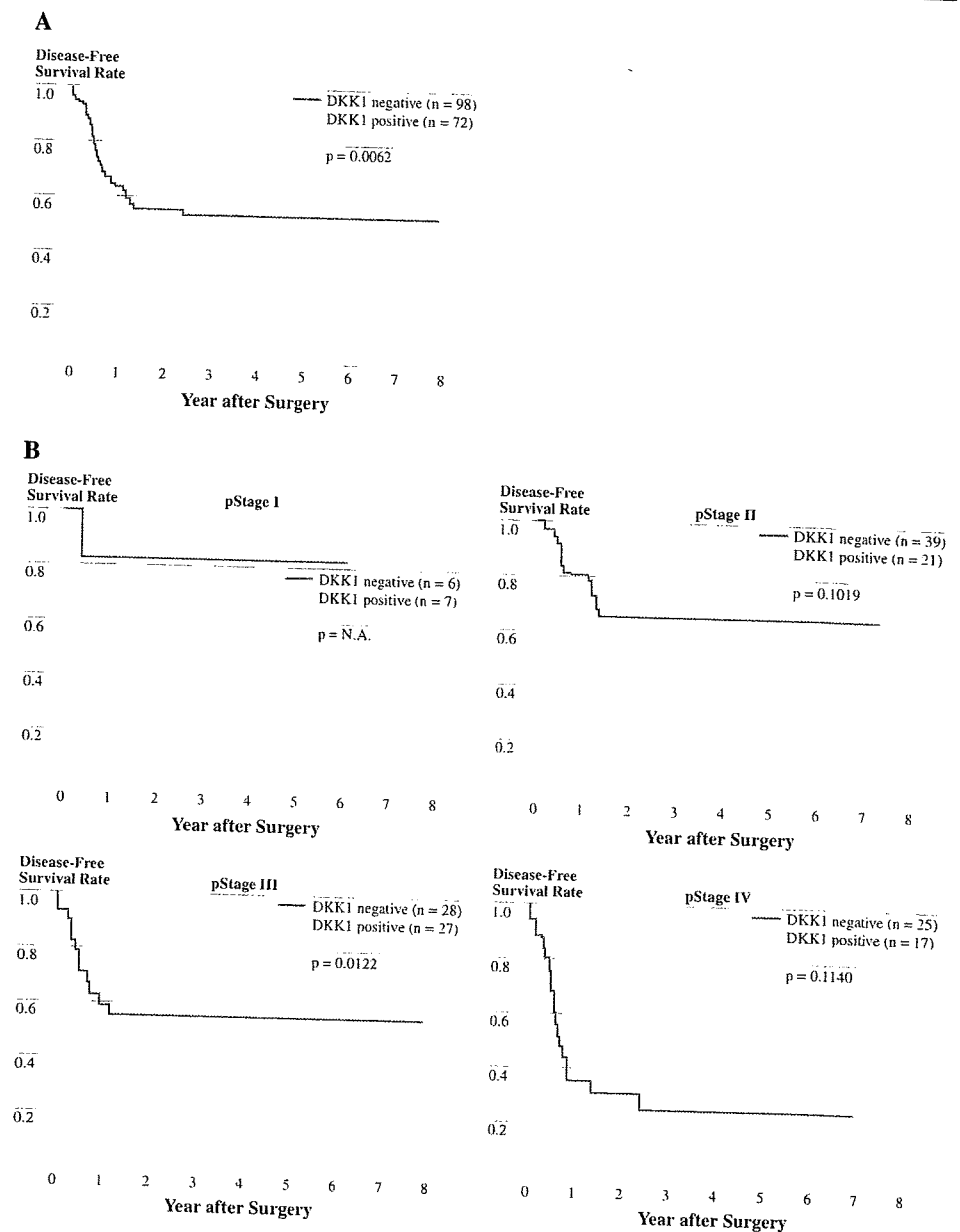 A
Disease-Free
Survival Rate
1.0
0.8
0.6
0.4
0.2
DKK1 negative (n = 98)
DKK1 positive (n = 72)
p = 0.0062
0 1 2 3 4 5 6 7 8
Year after Surgery
B
Disease-Free
Survival Rate
pStage I
1.0
0.8
0.6
0.4
0.2
DKK1 negative (n = 6)
DKK1 positive (n = 7)
p = N.A.
0 1 2 3 4 5 6 7 8
Year after Surgery
Disease-Free
Survival Rate
pStage II
1.0
0.8
0.6
0.4
0.2
DKK1 negative (n = 39)
DKK1 positive (n = 21)
p = 0.1019
0 1 2 3 4 5 6 7 8
Year after Surgery
Disease-Free
Survival Rate
pStage III
1.0
0.8
0.6
0.4
0.2
DKK1 negative (n = 28)
DKK1 positive (n = 27)
p = 0.0122
0 1 2 3 4 5 6 7 8
Year after Surgery
Disease-Free
Survival Rate
pStage IV
1.0
0.8
0.6
0.4
0.2
DKK1 negative (n = 25)
DKK1 positive (n = 17)
p = 0.1140
0 1 2 3 4 5 6 7 8
Year after Surgery